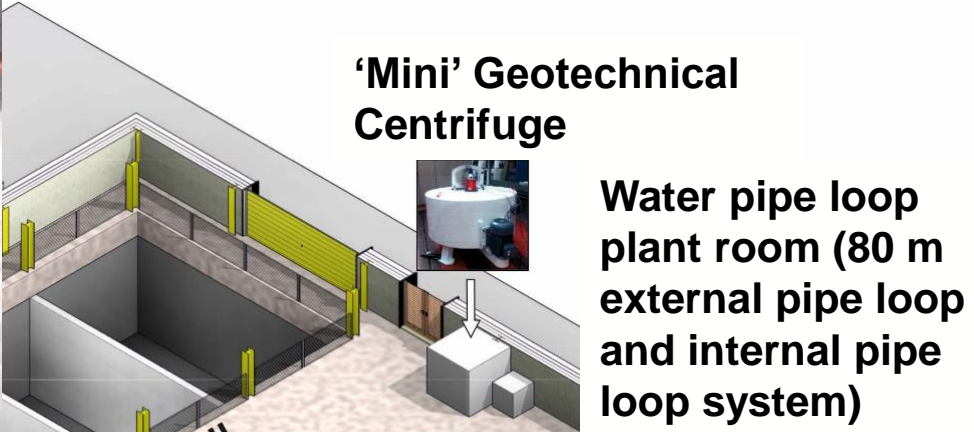 ‘Mini’ Geotechnical
Centrifuge
Water pipe loop
plant room (80 m
external pipe loop
and internal pipe
loop system)